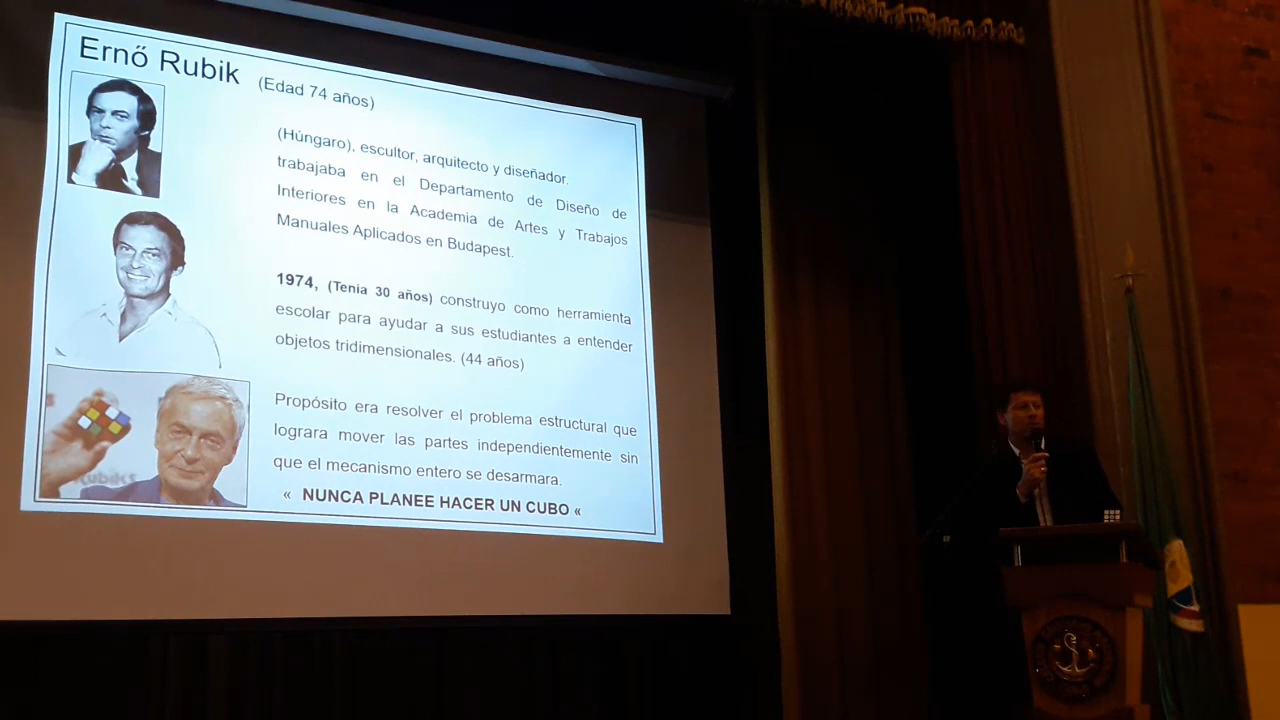 Ernő Rubik (Edad 74 años)
(Húngaro), escultor, arquitecto y diseñador.
trabajaba en el Departamento de Diseño de
Interiores en la Academia de Artes y Trabajos
Manuales Aplicados en Budapest.
1974, (Tenia 30 años) construyo como herramienta
escolar para ayudar a sus estudiantes a entender
objetos tridimensionales. (44 años)
Propósito era resolver el problema estructural que
lograra mover las partes independientemente sin
que el mecanismo entero se desarmara.
« NUNCA PLANEE HACER UN CUBO «
Rubik's